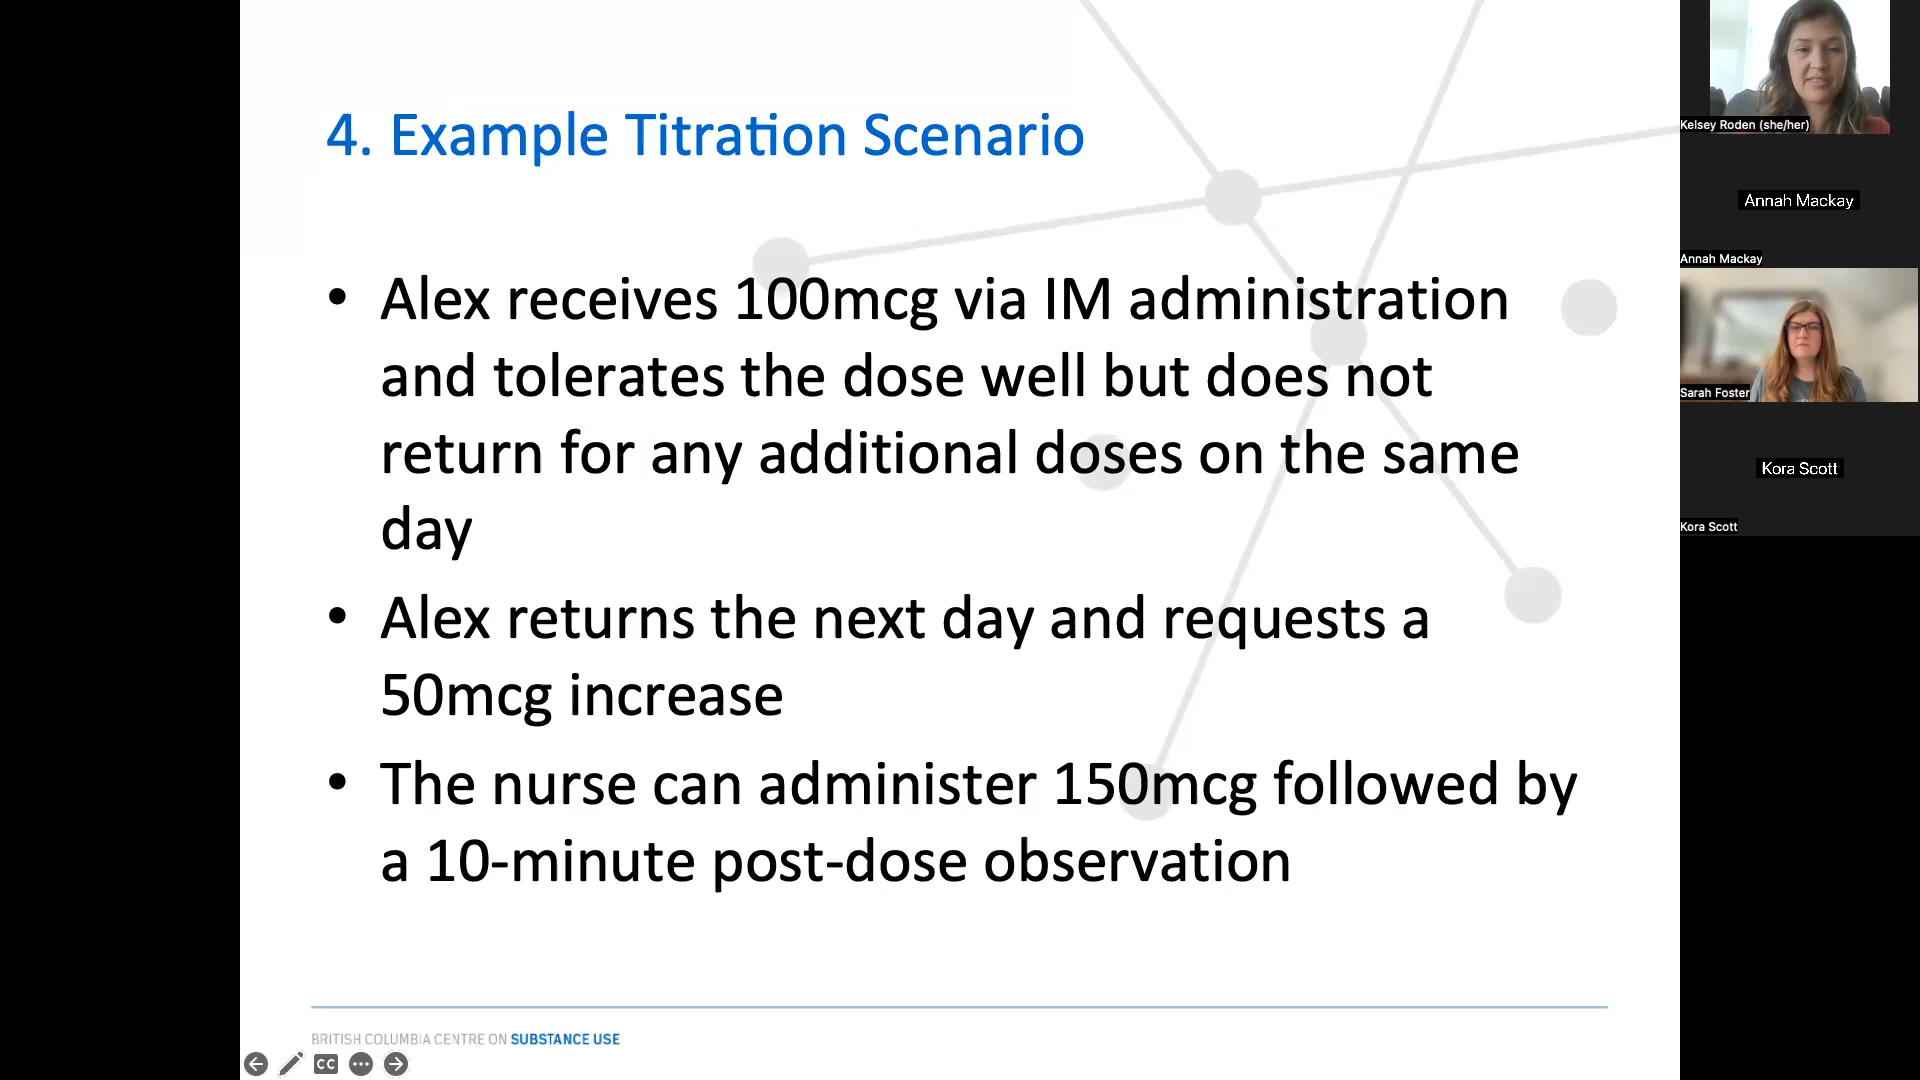 4. Example Titration Scenario
• Alex receives 100mcg via IM administration
and tolerates the dose well but does not
return for any additional doses on the same
day
• Alex returns the next day and requests a
50mcg increase
• The nurse can administer 150mcg followed by
a 10-minute post-dose observation
BRITISH COLUMBIA CENTRE ON SUBSTANCE USE
CC
Kelsey Roden (she/her)
Annah Mackay
Annah Mackay
Sarah Foster
Kora Scott
Kora Scott